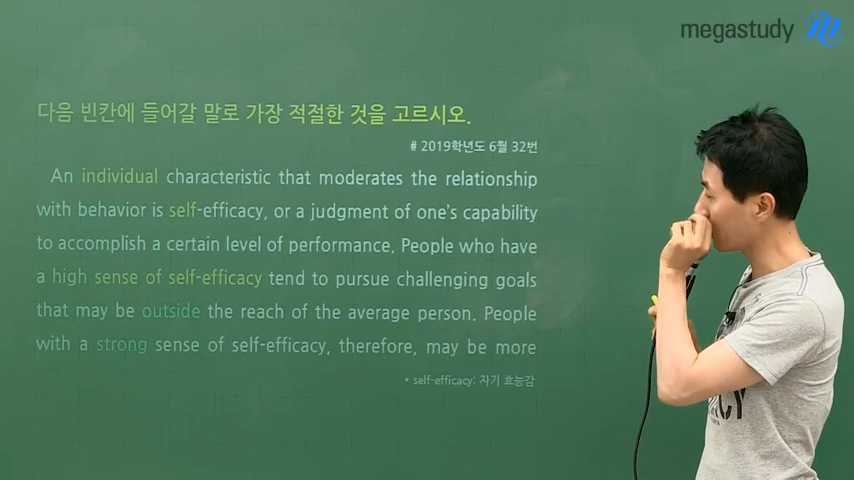 megastudy
다음 빈칸에 들어갈 말로 가장 적절한 것을 고르시오.
# 2019학년도 6월 32번
An individual characteristic that moderates the relationship
with behavior is self-efficacy, or a judgment of one's capability
to accomplish a certain level of performance. People who have
a high sense of self-efficacy tend to pursue challenging goals
that may be outside the reach of the average person. People
with a strong sense of self-efficacy, therefore, may be more
* self-efficacy: 자기 효능감